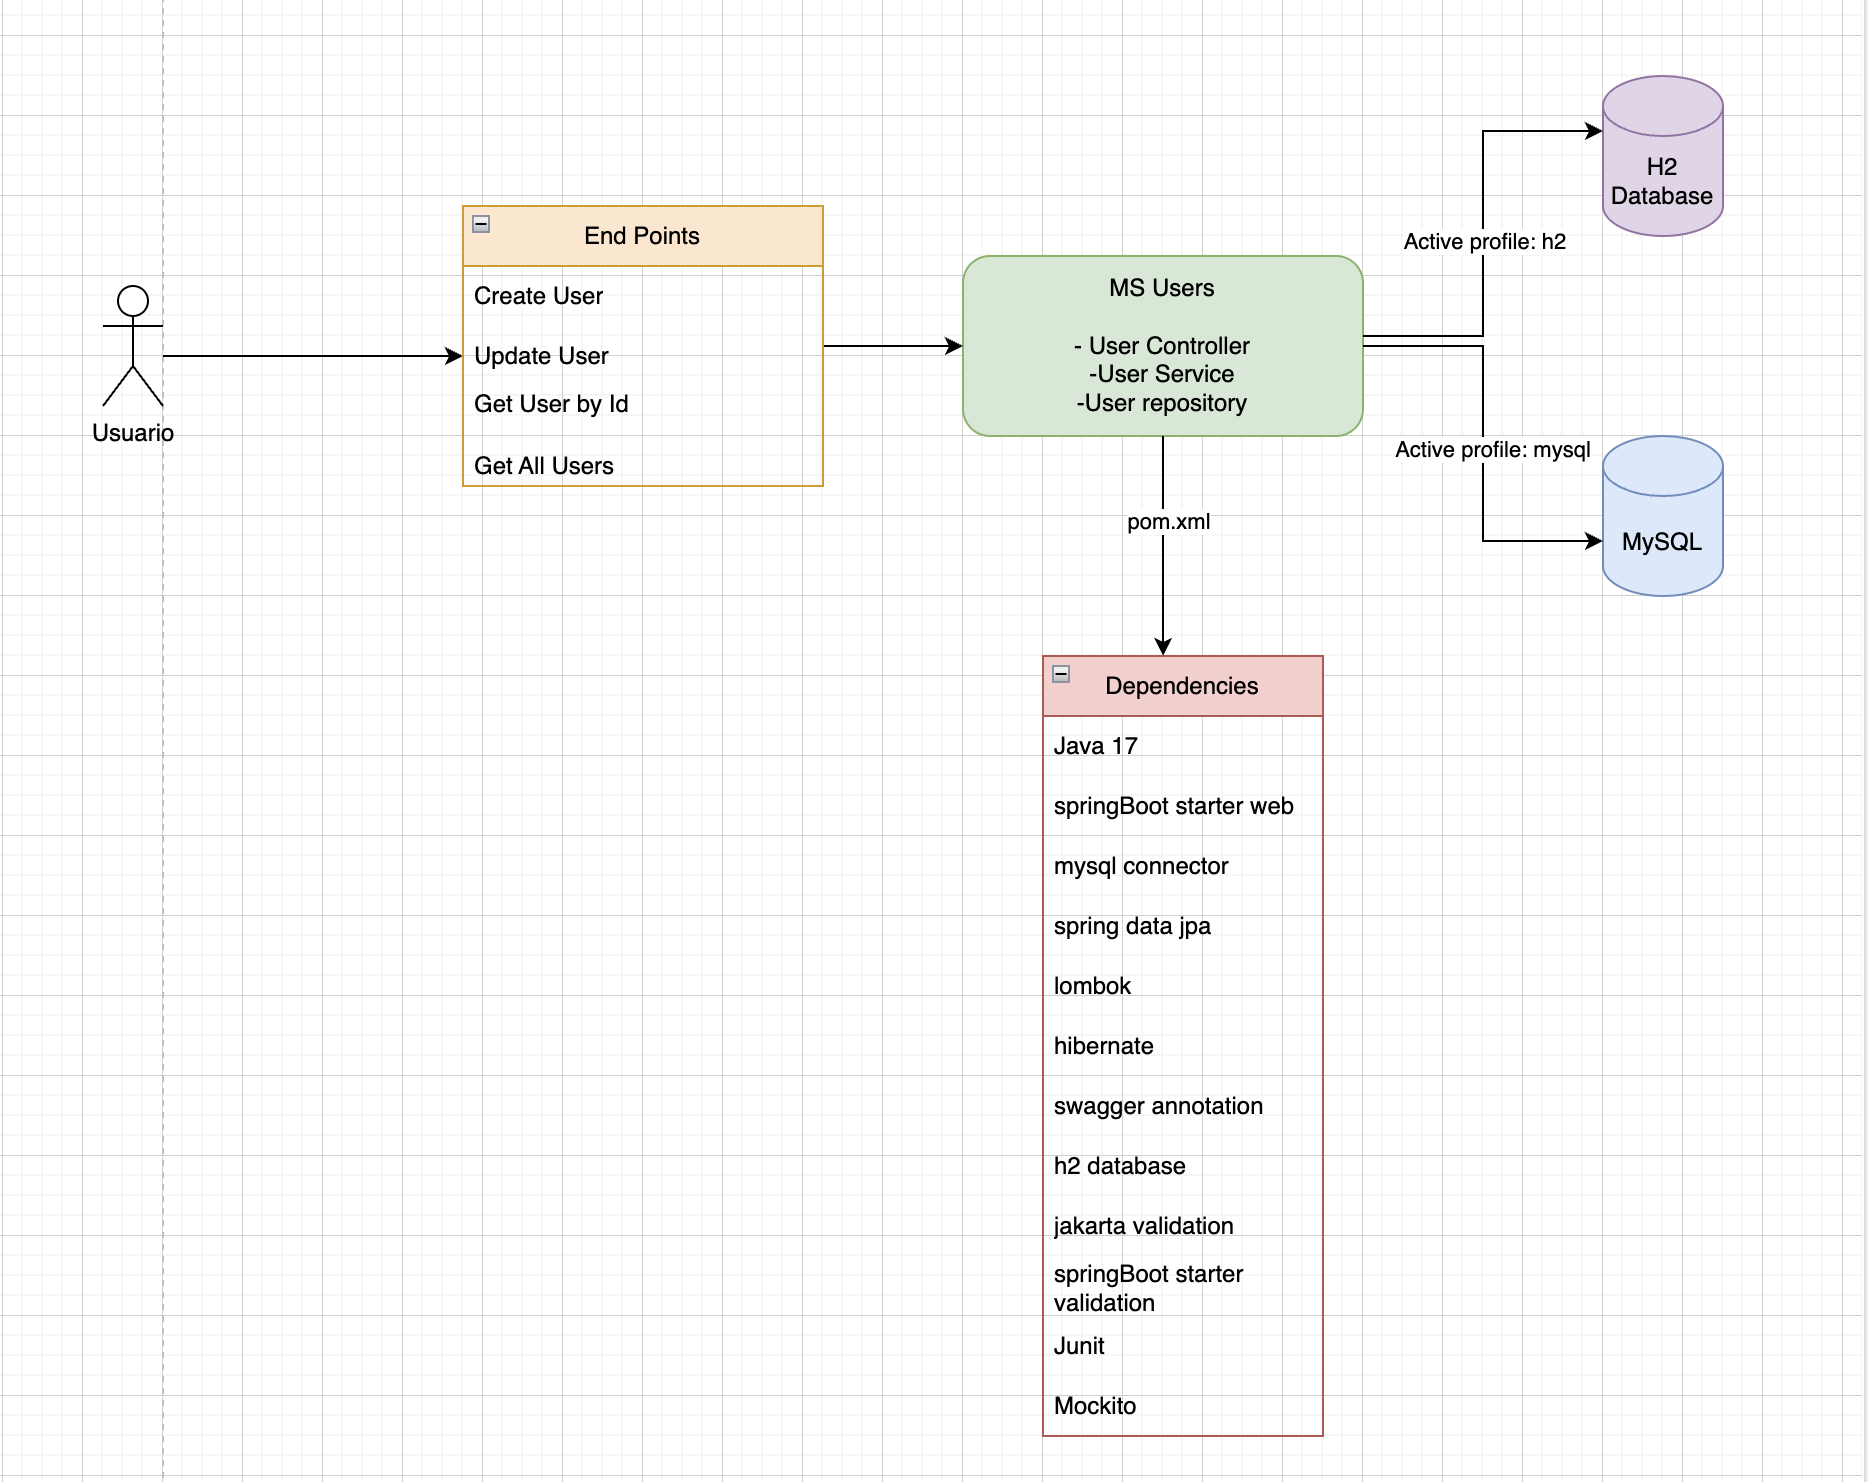 Usuario
End Points
Create User
Update User
Get User by Id
Get All Users
MS Users
- User Controller
-User Service
-User repository
Active profile: h2
H2
Database
Active profile: mysql
MySQL
pom.xml
Dependencies
Java 17
springBoot starter web
mysql connector
spring data jpa
lombok
hibernate
swagger annotation
h2 database
jakarta validation
springBoot starter
validation
Junit
Mockito